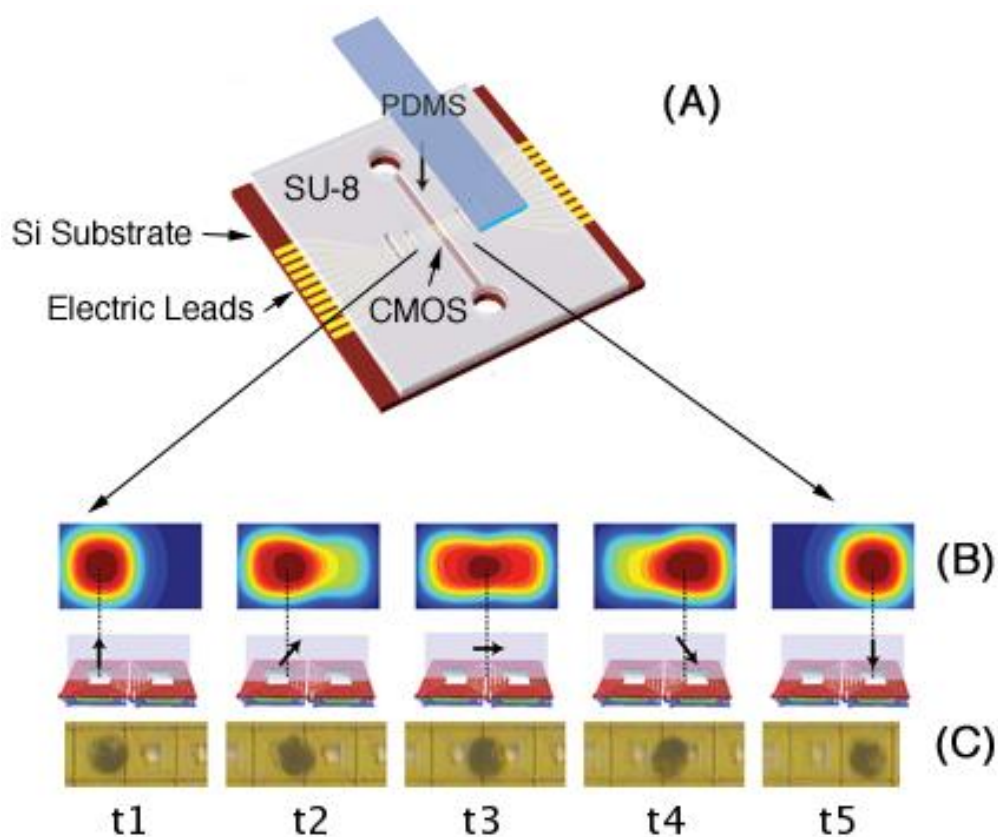 (A)
PDMS
SU-8
Si Substrate
Electric Leads
CMOS
(B)
(C)
t1 t2 t3 t4 t5